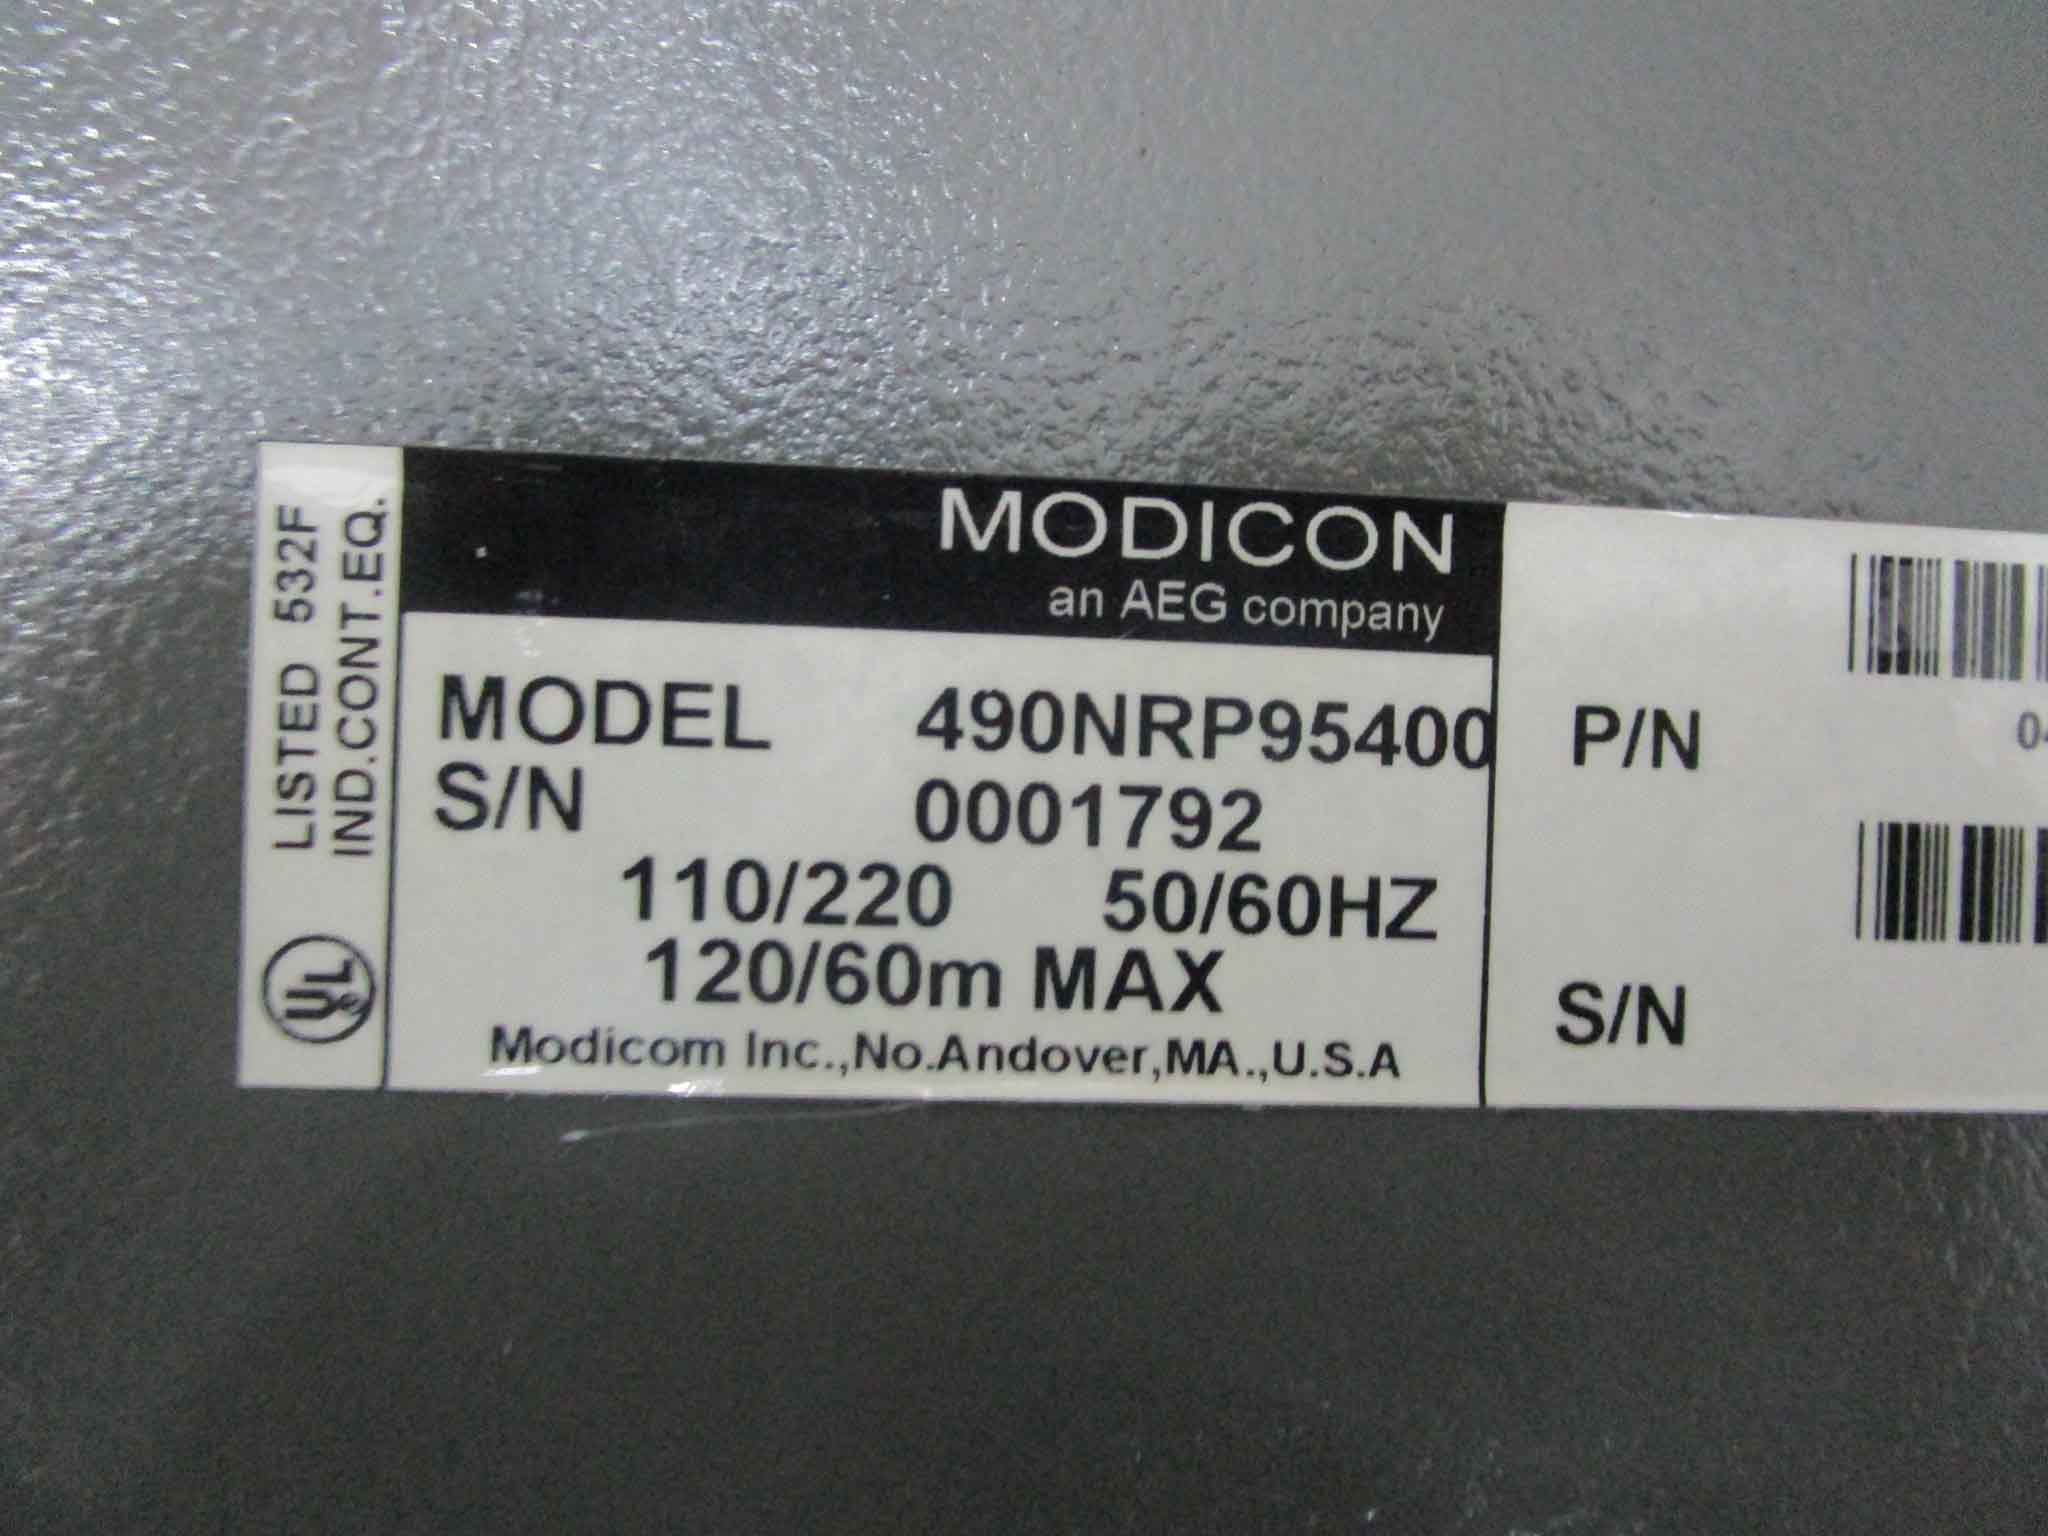 LISTED 532F
IND.CONT.EQ.
UL
MODICON
an AEG company
MODEL 490NRP95400
S/N 0001792
110/220 50/60HZ
120/60m MAX
Modicom Inc.,No.Andover,MA.,U.S.A
P/N
S/N